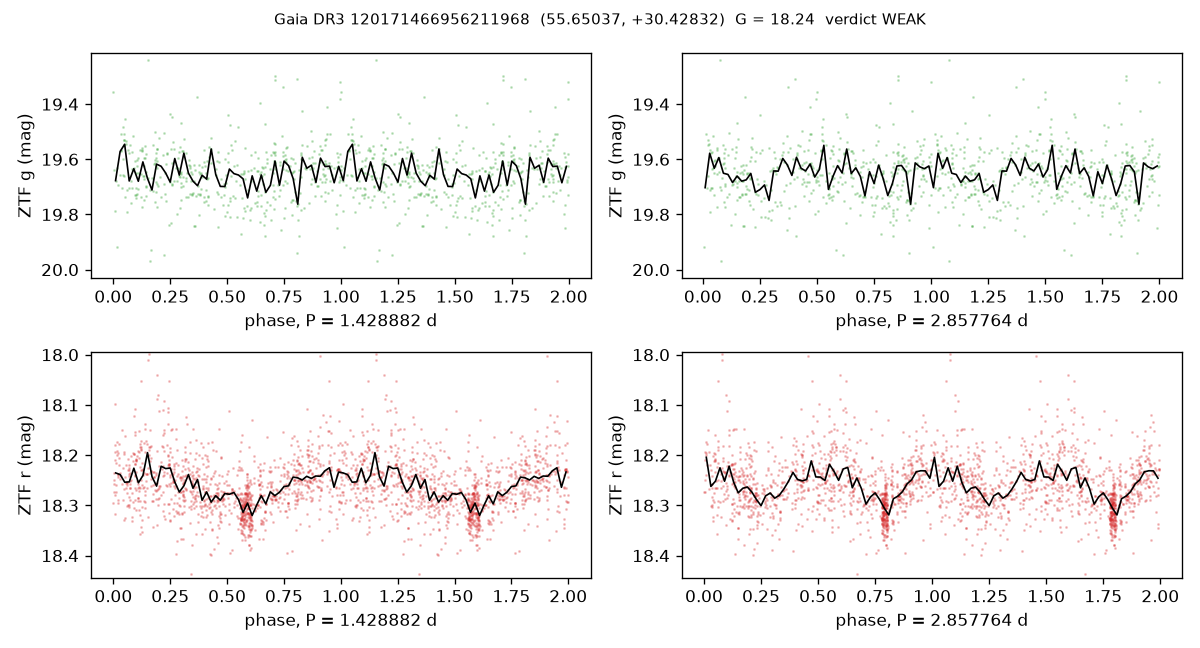 Gaia DR3 120171466956211968  (55.65037, +30.42832)  G = 18.24  verdict WEAK
ZTF g (mag)
19.4
19.6
19.8
20.0
0.00 0.25 0.50 0.75 1.00 1.25 1.50 1.75 2.00
phase, P = 1.428882 d
ZTF g (mag)
19.4
19.6
19.8
20.0
0.00 0.25 0.50 0.75 1.00 1.25 1.50 1.75 2.00
phase, P = 2.857764 d
ZTF r (mag)
18.0
18.1
18.2
18.3
18.4
0.00 0.25 0.50 0.75 1.00 1.25 1.50 1.75 2.00
phase, P = 1.428882 d
ZTF r (mag)
18.0
18.1
18.2
18.3
18.4
0.00 0.25 0.50 0.75 1.00 1.25 1.50 1.75 2.00
phase, P = 2.857764 d